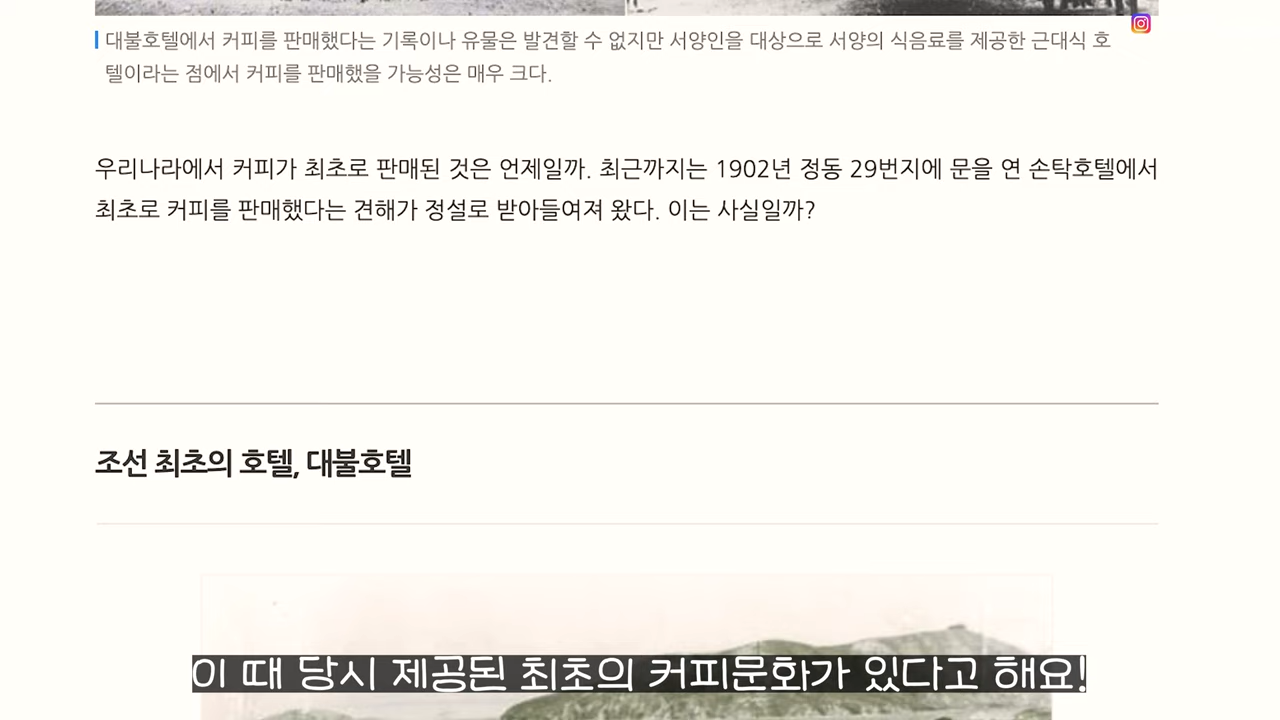 대불호텔에서 커피를 판매했다는 기록이나 유물은 발견할 수 없지만 서양인을 대상으로 서양의 식음료를 제공한 근대식 호
텔이라는 점에서 커피를 판매했을 가능성은 매우 크다.
우리나라에서 커피가 최초로 판매된 것은 언제일까. 최근까지는 1902년 정동 29번지에 문을 연 손탁호텔에서
최초로 커피를 판매했다는 견해가 정설로 받아들여져 왔다. 이는 사실일까?
조선 최초의 호텔, 대불호텔
이 때 당시 제공된 최초의 커피문화가 있다고 해요!